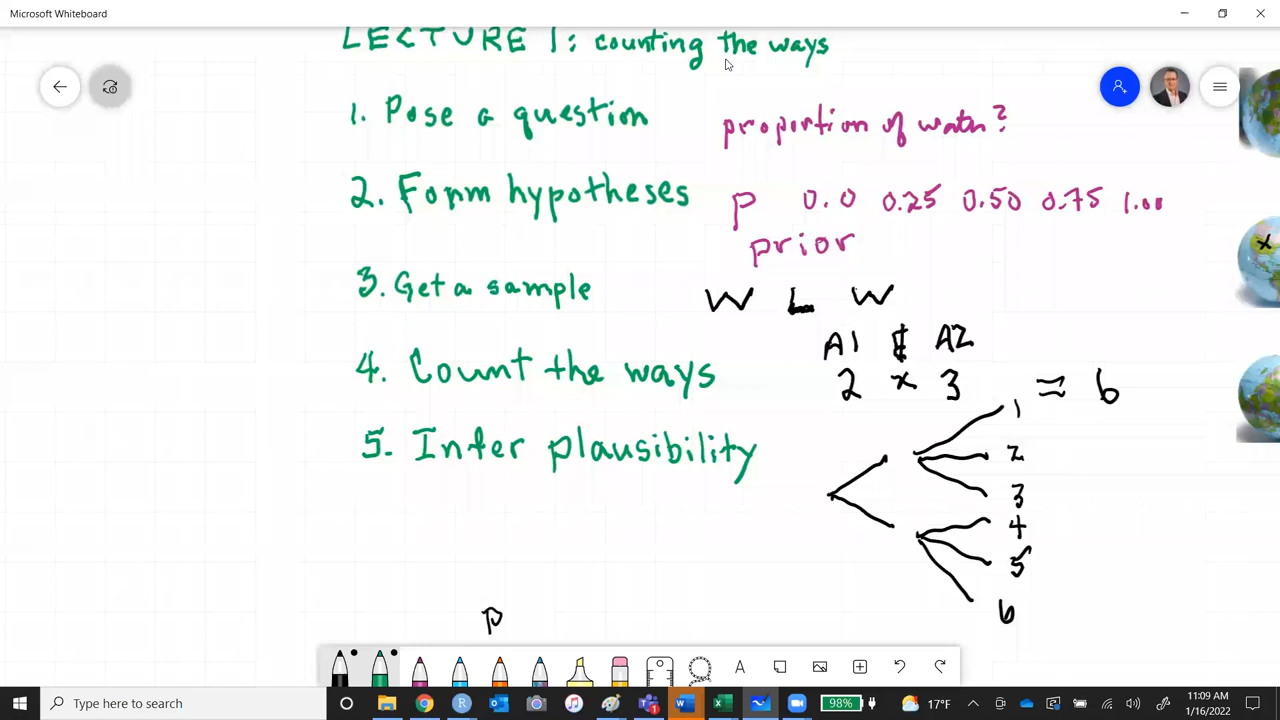 Microsoft Whiteboard
LECTURE 1: counting the ways
1. Pose a question
proportion of water?
2. Form hypotheses
p 0.0 0.25 0.50 0.75 1.00
prior
3. Get a sample
W L W
A1 & A2
4. Count the ways
2 x 3 = 6
1
2
3
4
5
6
5. Infer plausibility
p
A
Type here to search
98%
17°F
11:09 AM
1/16/2022